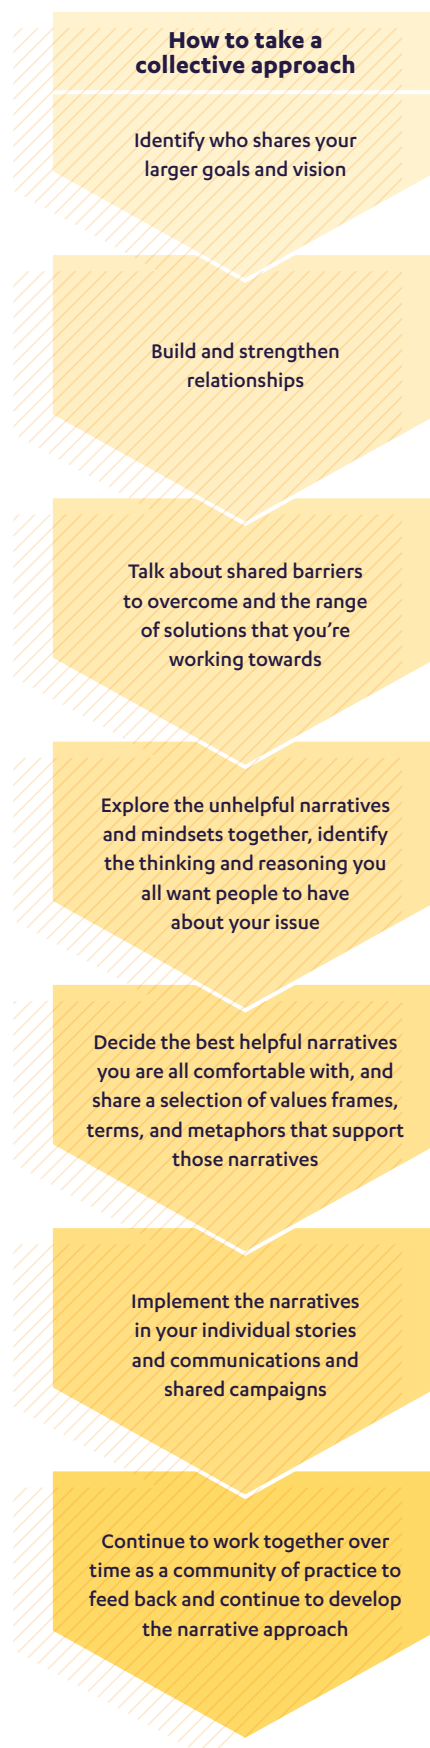 How to take a
collective approach
Identify who shares your
larger goals and vision
Build and strengthen
relationships
Talk about shared barriers
to overcome and the range
of solutions that you’re
working towards
Explore the unhelpful narratives
and mindsets together, identify
the thinking and reasoning you
all want people to have
about your issue
Decide the best helpful narratives
you are all comfortable with, and
share a selection of values frames,
terms, and metaphors that support
those narratives
Implement the narratives
in your individual stories
and communications and
shared campaigns
Continue to work together over
time as a community of practice to
feed back and continue to develop
the narrative approach